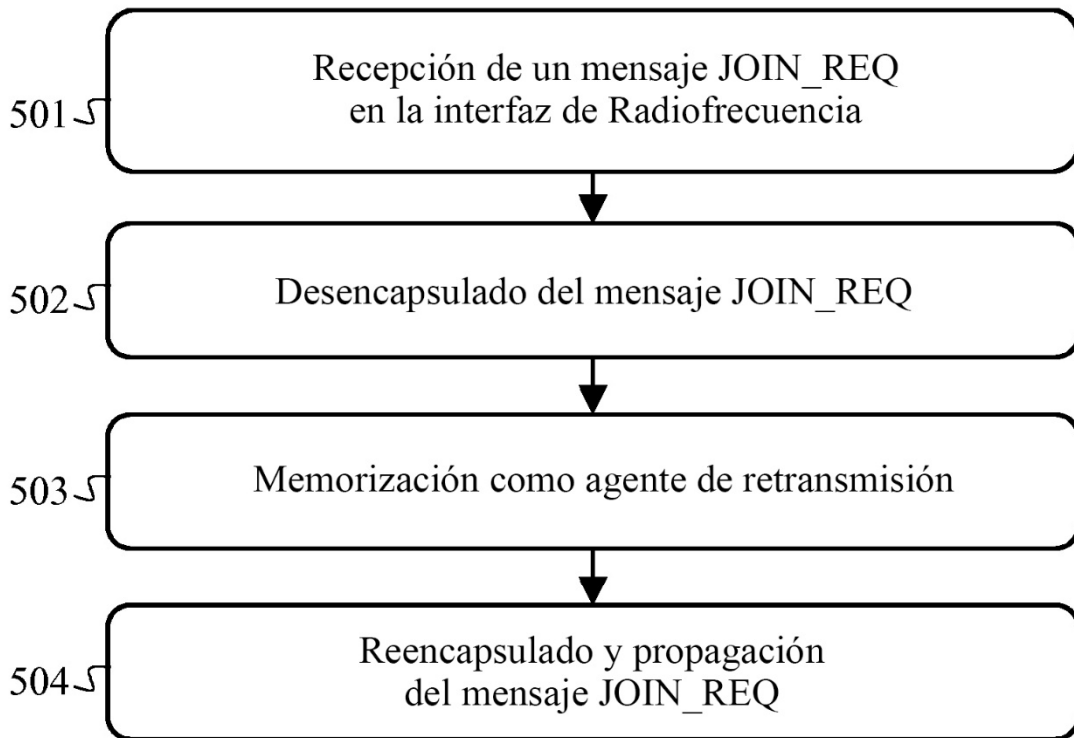 501
Recepción de un mensaje JOIN_REQ
en la interfaz de Radiofrecuencia
502
Desencapsulado del mensaje JOIN_REQ
503
Memorización como agente de retransmisión
504
Reencapsulado y propagación
del mensaje JOIN_REQ